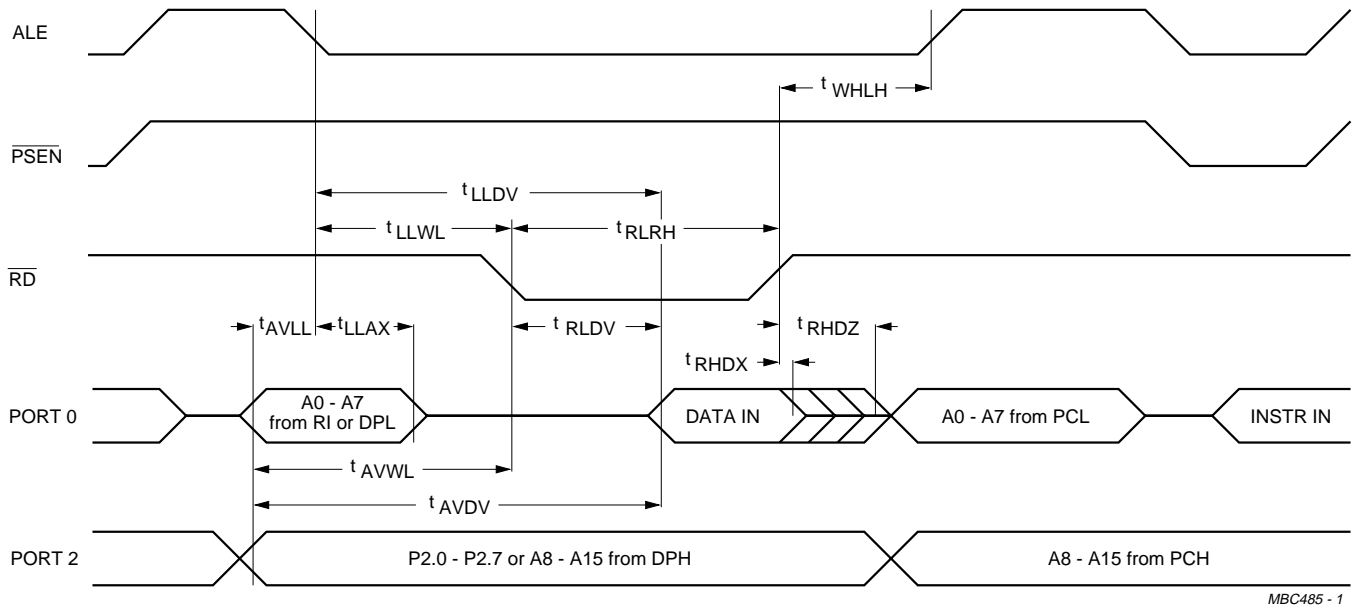 ALE
t WHLH
PSEN
t LLDV
t LLWL
t RLRH
RD
t AVLL
t LLAX
t RLDV
t RHDZ
t RHDX
PORT 0
A0 - A7
from RI or DPL
DATA IN
A0 - A7 from PCL
INSTR IN
t AVWL
t AVDV
PORT 2
P2.0 - P2.7 or A8 - A15 from DPH
A8 - A15 from PCH
MBC485 - 1